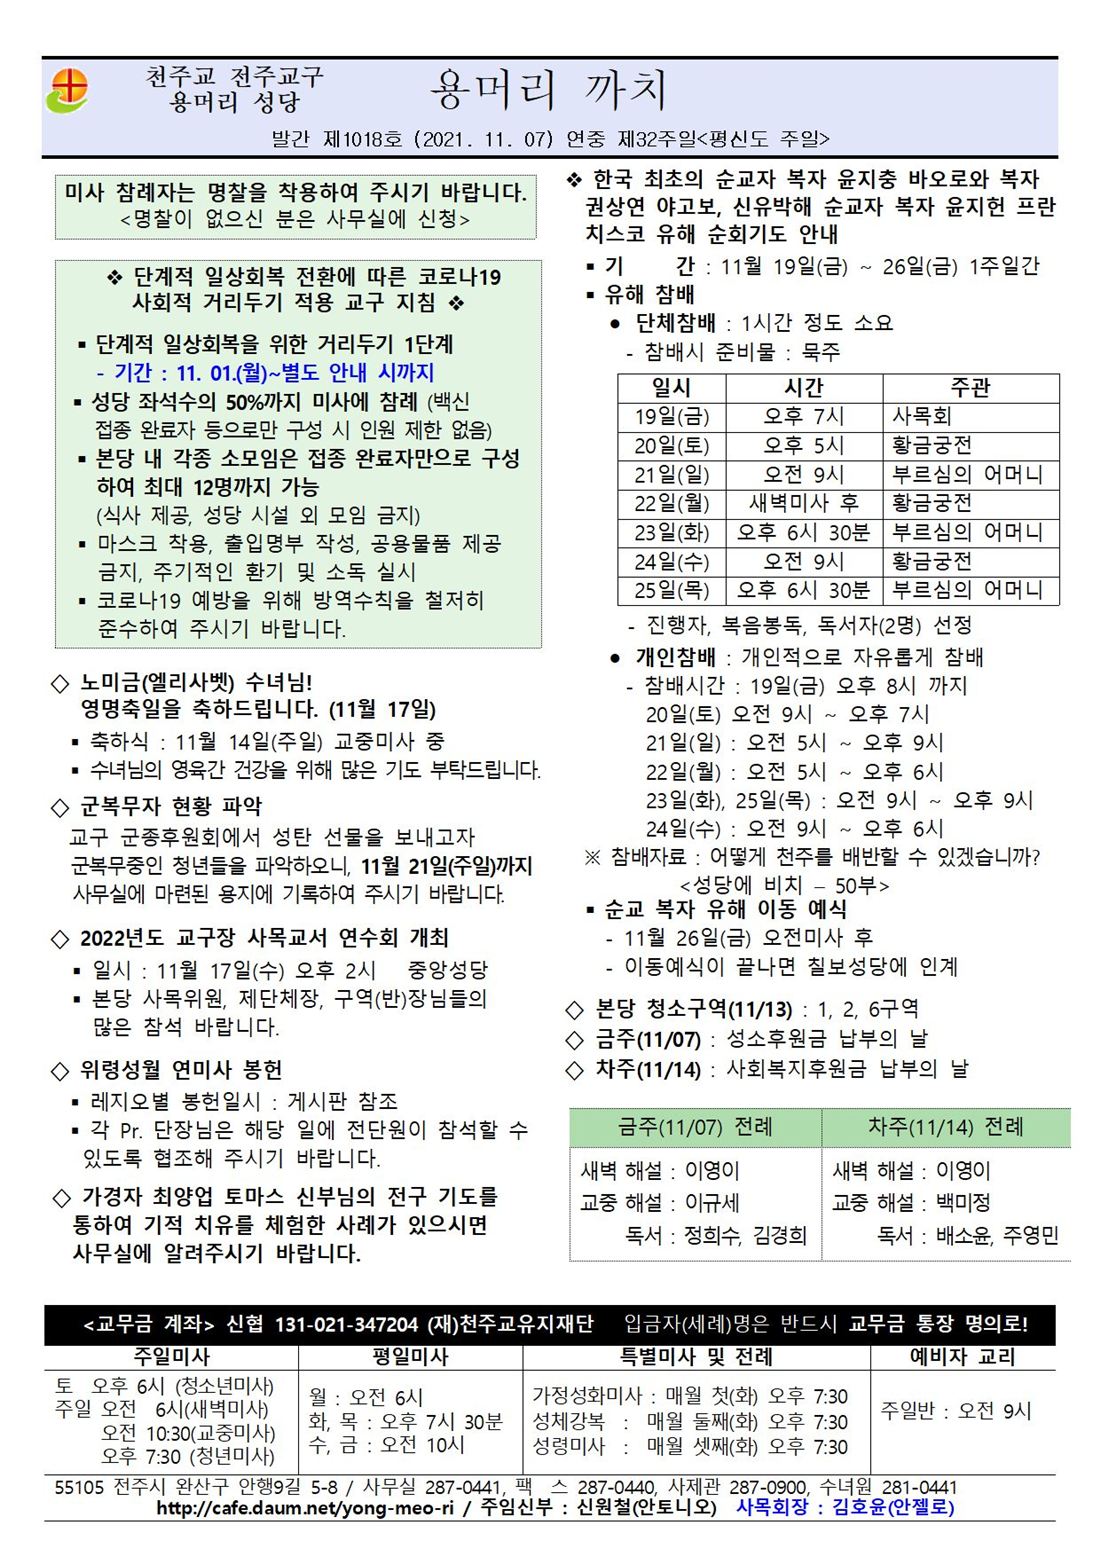 천주교 전주교구
용머리 성당
용머리 까치
발간 제1018호 (2021. 11. 07) 연중 제32주일<평신도 주일>
미사 참례자는 명찰을 착용하여 주시기 바랍니다.
<명찰이 없으신 분은 사무실에 신청>
❖ 단계적 일상회복 전환에 따른 코로나19
사회적 거리두기 적용 교구 지침 ❖
▪ 단계적 일상회복을 위한 거리두기 1단계
- 기간 : 11. 01.(월)~별도 안내 시까지
▪ 성당 좌석수의 50%까지 미사에 참례 (백신
접종 완료자 등으로만 구성 시 인원 제한 없음)
▪ 본당 내 각종 소모임은 접종 완료자만으로 구성
하여 최대 12명까지 가능
(식사 제공, 성당 시설 외 모임 금지)
▪ 마스크 착용, 출입명부 작성, 공용물품 제공
금지, 주기적인 환기 및 소독 실시
▪ 코로나19 예방을 위해 방역수칙을 철저히
준수하여 주시기 바랍니다.
◇ 노미금(엘리사벳) 수녀님!
영명축일을 축하드립니다. (11월 17일)
▪ 축하식 : 11월 14일(주일) 교중미사 중
▪ 수녀님의 영육간 건강을 위해 많은 기도 부탁드립니다.
◇ 군복무자 현황 파악
교구 군종후원회에서 성탄 선물을 보내고자
군복무중인 청년들을 파악하오니, 11월 21일(주일)까지
사무실에 마련된 용지에 기록하여 주시기 바랍니다.
◇ 2022년도 교구장 사목교서 연수회 개최
▪ 일시 : 11월 17일(수) 오후 2시 중앙성당
▪ 본당 사목위원, 제단체장, 구역(반)장님들의
많은 참석 바랍니다.
◇ 위령성월 연미사 봉헌
▪ 레지오별 봉헌일시 : 게시판 참조
▪ 각 Pr. 단장님은 해당 일에 전단원이 참석할 수
있도록 협조해 주시기 바랍니다.
◇ 가경자 최양업 토마스 신부님의 전구 기도를
통하여 기적 치유를 체험한 사례가 있으시면
사무실에 알려주시기 바랍니다.
❖ 한국 최초의 순교자 복자 윤지충 바오로와 복자
권상연 야고보, 신유박해 순교자 복자 윤지헌 프란
치스코 유해 순회기도 안내
▪ 기 간 : 11월 19일(금) ~ 26일(금) 1주일간
▪ 유해 참배
● 단체참배 : 1시간 정도 소요
- 참배시 준비물 : 묵주
일시 시간 주관
19일(금) 오후 7시 사목회
20일(토) 오후 5시 황금궁전
21일(일) 오전 9시 부르심의 어머니
22일(월) 새벽미사 후 황금궁전
23일(화) 오후 6시 30분 부르심의 어머니
24일(수) 오전 9시 황금궁전
25일(목) 오후 6시 30분 부르심의 어머니
- 진행자, 복음봉독, 독서자(2명) 선정
● 개인참배 : 개인적으로 자유롭게 참배
- 참배시간 : 19일(금) 오후 8시 까지
20일(토) 오전 9시 ~ 오후 7시
21일(일) : 오전 5시 ~ 오후 9시
22일(월) : 오전 5시 ~ 오후 6시
23일(화), 25일(목) : 오전 9시 ~ 오후 9시
24일(수) : 오전 9시 ~ 오후 6시
※ 참배자료 : 어떻게 천주를 배반할 수 있겠습니까?
<성당에 비치 – 50부>
▪ 순교 복자 유해 이동 예식
- 11월 26일(금) 오전미사 후
- 이동예식이 끝나면 칠보성당에 인계
◇ 본당 청소구역(11/13) : 1, 2, 6구역
◇ 금주(11/07) : 성소후원금 납부의 날
◇ 차주(11/14) : 사회복지후원금 납부의 날
금주(11/07) 전례 차주(11/14) 전례
새벽 해설 : 이영이 새벽 해설 : 이영이
교중 해설 : 이규세 교중 해설 : 백미정
독서 : 정희수, 김경희 독서 : 배소윤, 주영민
<교무금 계좌> 신협 131-021-347204 (재)천주교유지재단 입금자(세례)명은 반드시 교무금 통장 명의로!
주일미사 평일미사 특별미사 및 전례 예비자 교리
토 오후 6시 (청소년미사)
주일 오전 6시(새벽미사)
오전 10:30(교중미사)
오후 7:30 (청년미사)
월 : 오전 6시
화, 목 : 오후 7시 30분
수, 금 : 오전 10시
가정성화미사 : 매월 첫(화) 오후 7:30
성체강복 : 매월 둘째(화) 오후 7:30
성령미사 : 매월 셋째(화) 오후 7:30
주일반 : 오전 9시
55105 전주시 완산구 안행9길 5-8 / 사무실 287-0441, 팩 스 287-0440, 사제관 287-0900, 수녀원 281-0441
http://cafe.daum.net/yong-meo-ri / 주임신부 : 신원철(안토니오) 사목회장 : 김호윤(안젤로)